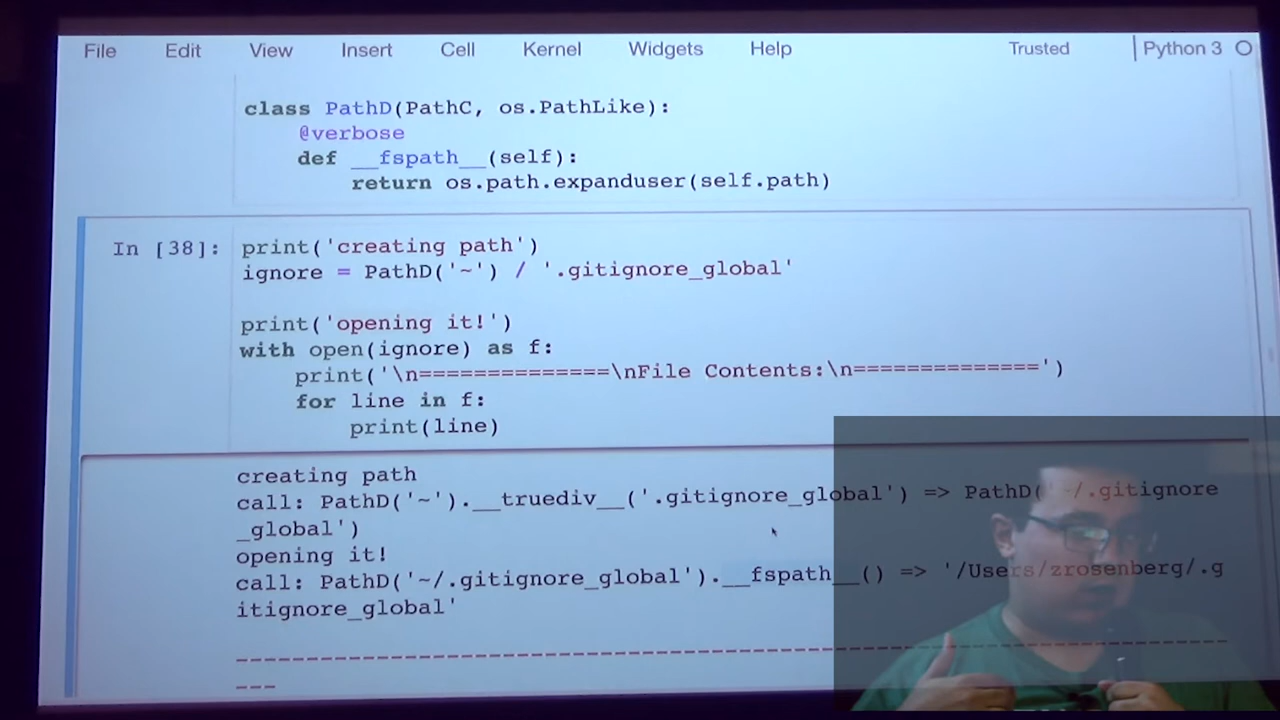 File Edit View Insert Cell Kernel Widgets Help Trusted Python 3
class PathD(PathC, os.PathLike):
@verbose
def __fspath__(self):
return os.path.expanduser(self.path)
In [38]: print('creating path')
ignore = PathD('~') / '.gitignore_global'
print('opening it!')
with open(ignore) as f:
print('\n==============\nFile Contents:\n==============')
for line in f:
print(line)
creating path
call: PathD('~').__truediv__('.gitignore_global') => PathD('~/.gitignore
_global')
opening it!
call: PathD('~/.gitignore_global').__fspath__() => '/Users/zrosenberg/.g
itignore_global'
---------------------------------------------------------------------------